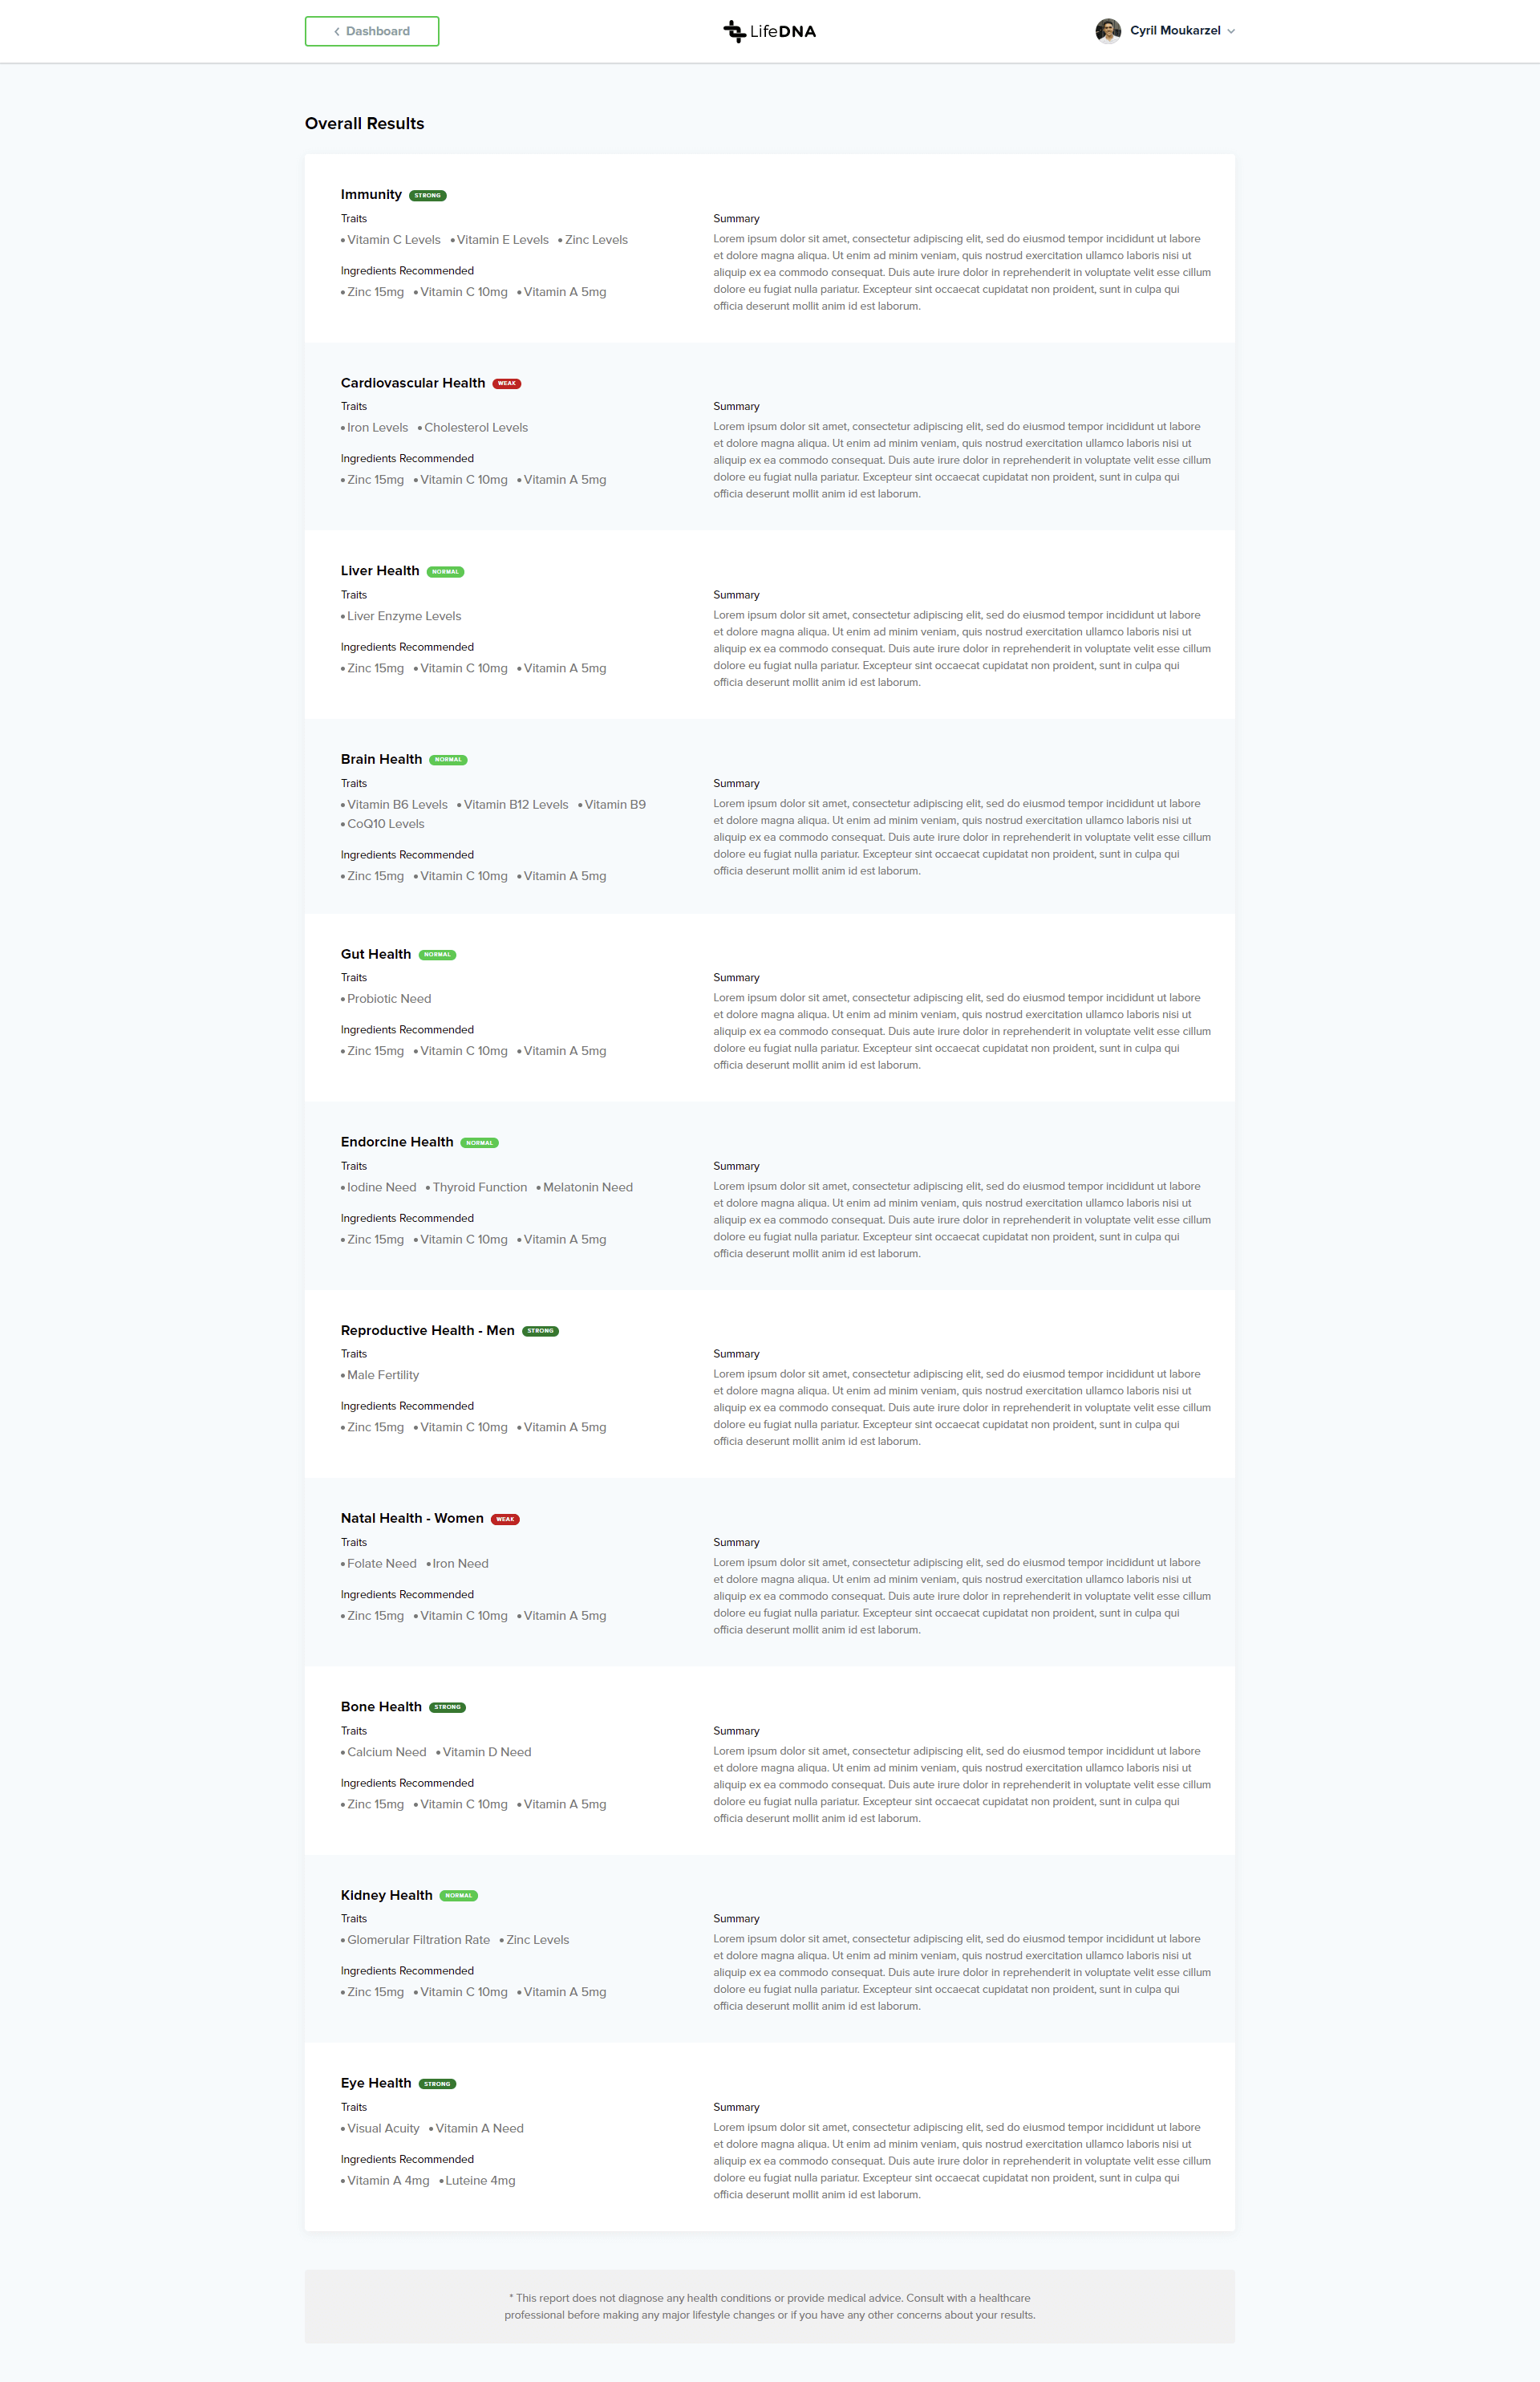 Dashboard
LifeDNA
Cyril Moukarzel
Overall Results
Immunity STRONG
Traits
• Vitamin C Levels • Vitamin E Levels • Zinc Levels
Ingredients Recommended
• Zinc 15mg • Vitamin C 10mg • Vitamin A 5mg
Summary
Lorem ipsum dolor sit amet, consectetur adipiscing elit, sed do eiusmod tempor incididunt ut labore
et dolore magna aliqua. Ut enim ad minim veniam, quis nostrud exercitation ullamco laboris nisi ut
aliquip ex ea commodo consequat. Duis aute irure dolor in reprehenderit in voluptate velit esse cillum
dolore eu fugiat nulla pariatur. Excepteur sint occaecat cupidatat non proident, sunt in culpa qui
officia deserunt mollit anim id est laborum.
Cardiovascular Health WEAK
Traits
• Iron Levels • Cholesterol Levels
Ingredients Recommended
• Zinc 15mg • Vitamin C 10mg • Vitamin A 5mg
Summary
Lorem ipsum dolor sit amet, consectetur adipiscing elit, sed do eiusmod tempor incididunt ut labore
et dolore magna aliqua. Ut enim ad minim veniam, quis nostrud exercitation ullamco laboris nisi ut
aliquip ex ea commodo consequat. Duis aute irure dolor in reprehenderit in voluptate velit esse cillum
dolore eu fugiat nulla pariatur. Excepteur sint occaecat cupidatat non proident, sunt in culpa qui
officia deserunt mollit anim id est laborum.
Liver Health NORMAL
Traits
• Liver Enzyme Levels
Ingredients Recommended
• Zinc 15mg • Vitamin C 10mg • Vitamin A 5mg
Summary
Lorem ipsum dolor sit amet, consectetur adipiscing elit, sed do eiusmod tempor incididunt ut labore
et dolore magna aliqua. Ut enim ad minim veniam, quis nostrud exercitation ullamco laboris nisi ut
aliquip ex ea commodo consequat. Duis aute irure dolor in reprehenderit in voluptate velit esse cillum
dolore eu fugiat nulla pariatur. Excepteur sint occaecat cupidatat non proident, sunt in culpa qui
officia deserunt mollit anim id est laborum.
Brain Health NORMAL
Traits
• Vitamin B6 Levels • Vitamin B12 Levels • Vitamin B9
• CoQ10 Levels
Ingredients Recommended
• Zinc 15mg • Vitamin C 10mg • Vitamin A 5mg
Summary
Lorem ipsum dolor sit amet, consectetur adipiscing elit, sed do eiusmod tempor incididunt ut labore
et dolore magna aliqua. Ut enim ad minim veniam, quis nostrud exercitation ullamco laboris nisi ut
aliquip ex ea commodo consequat. Duis aute irure dolor in reprehenderit in voluptate velit esse cillum
dolore eu fugiat nulla pariatur. Excepteur sint occaecat cupidatat non proident, sunt in culpa qui
officia deserunt mollit anim id est laborum.
Gut Health NORMAL
Traits
• Probiotic Need
Ingredients Recommended
• Zinc 15mg • Vitamin C 10mg • Vitamin A 5mg
Summary
Lorem ipsum dolor sit amet, consectetur adipiscing elit, sed do eiusmod tempor incididunt ut labore
et dolore magna aliqua. Ut enim ad minim veniam, quis nostrud exercitation ullamco laboris nisi ut
aliquip ex ea commodo consequat. Duis aute irure dolor in reprehenderit in voluptate velit esse cillum
dolore eu fugiat nulla pariatur. Excepteur sint occaecat cupidatat non proident, sunt in culpa qui
officia deserunt mollit anim id est laborum.
Endorcine Health NORMAL
Traits
• Iodine Need • Thyroid Function • Melatonin Need
Ingredients Recommended
• Zinc 15mg • Vitamin C 10mg • Vitamin A 5mg
Summary
Lorem ipsum dolor sit amet, consectetur adipiscing elit, sed do eiusmod tempor incididunt ut labore
et dolore magna aliqua. Ut enim ad minim veniam, quis nostrud exercitation ullamco laboris nisi ut
aliquip ex ea commodo consequat. Duis aute irure dolor in reprehenderit in voluptate velit esse cillum
dolore eu fugiat nulla pariatur. Excepteur sint occaecat cupidatat non proident, sunt in culpa qui
officia deserunt mollit anim id est laborum.
Reproductive Health - Men STRONG
Traits
• Male Fertility
Ingredients Recommended
• Zinc 15mg • Vitamin C 10mg • Vitamin A 5mg
Summary
Lorem ipsum dolor sit amet, consectetur adipiscing elit, sed do eiusmod tempor incididunt ut labore
et dolore magna aliqua. Ut enim ad minim veniam, quis nostrud exercitation ullamco laboris nisi ut
aliquip ex ea commodo consequat. Duis aute irure dolor in reprehenderit in voluptate velit esse cillum
dolore eu fugiat nulla pariatur. Excepteur sint occaecat cupidatat non proident, sunt in culpa qui
officia deserunt mollit anim id est laborum.
Natal Health - Women WEAK
Traits
• Folate Need • Iron Need
Ingredients Recommended
• Zinc 15mg • Vitamin C 10mg • Vitamin A 5mg
Summary
Lorem ipsum dolor sit amet, consectetur adipiscing elit, sed do eiusmod tempor incididunt ut labore
et dolore magna aliqua. Ut enim ad minim veniam, quis nostrud exercitation ullamco laboris nisi ut
aliquip ex ea commodo consequat. Duis aute irure dolor in reprehenderit in voluptate velit esse cillum
dolore eu fugiat nulla pariatur. Excepteur sint occaecat cupidatat non proident, sunt in culpa qui
officia deserunt mollit anim id est laborum.
Bone Health STRONG
Traits
• Calcium Need • Vitamin D Need
Ingredients Recommended
• Zinc 15mg • Vitamin C 10mg • Vitamin A 5mg
Summary
Lorem ipsum dolor sit amet, consectetur adipiscing elit, sed do eiusmod tempor incididunt ut labore
et dolore magna aliqua. Ut enim ad minim veniam, quis nostrud exercitation ullamco laboris nisi ut
aliquip ex ea commodo consequat. Duis aute irure dolor in reprehenderit in voluptate velit esse cillum
dolore eu fugiat nulla pariatur. Excepteur sint occaecat cupidatat non proident, sunt in culpa qui
officia deserunt mollit anim id est laborum.
Kidney Health NORMAL
Traits
• Glomerular Filtration Rate • Zinc Levels
Ingredients Recommended
• Zinc 15mg • Vitamin C 10mg • Vitamin A 5mg
Summary
Lorem ipsum dolor sit amet, consectetur adipiscing elit, sed do eiusmod tempor incididunt ut labore
et dolore magna aliqua. Ut enim ad minim veniam, quis nostrud exercitation ullamco laboris nisi ut
aliquip ex ea commodo consequat. Duis aute irure dolor in reprehenderit in voluptate velit esse cillum
dolore eu fugiat nulla pariatur. Excepteur sint occaecat cupidatat non proident, sunt in culpa qui
officia deserunt mollit anim id est laborum.
Eye Health STRONG
Traits
• Visual Acuity • Vitamin A Need
Ingredients Recommended
• Vitamin A 4mg • Luteine 4mg
Summary
Lorem ipsum dolor sit amet, consectetur adipiscing elit, sed do eiusmod tempor incididunt ut labore
et dolore magna aliqua. Ut enim ad minim veniam, quis nostrud exercitation ullamco laboris nisi ut
aliquip ex ea commodo consequat. Duis aute irure dolor in reprehenderit in voluptate velit esse cillum
dolore eu fugiat nulla pariatur. Excepteur sint occaecat cupidatat non proident, sunt in culpa qui
officia deserunt mollit anim id est laborum.
* This report does not diagnose any health conditions or provide medical advice. Consult with a healthcare
professional before making any major lifestyle changes or if you have any other concerns about your results.